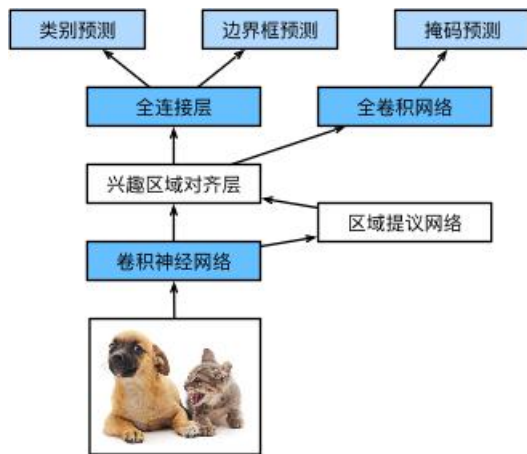 类别预测
边界框预测
掩码预测
全连接层
全卷积网络
兴趣区域对齐层
区域提议网络
卷积神经网络